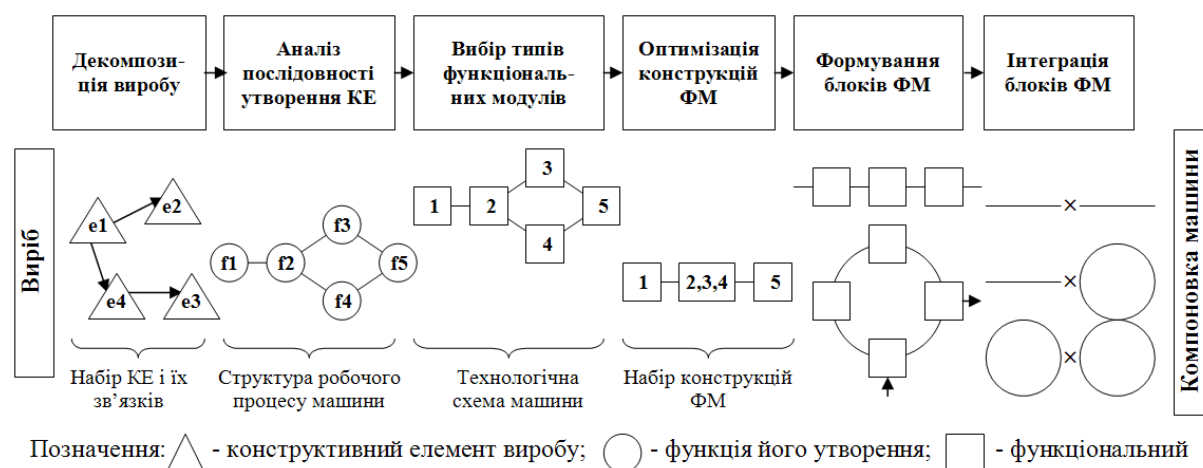 Декомпози-
ція виробу
Аналіз
послідовності
утворення КЕ
Вибір типів
функціональ-
них модулів
Оптимізація
конструкцій
ФМ
Формування
блоків ФМ
Інтеграція
блоків ФМ
Виріб
e1
e2
e4
e3
f1
f2
f3
f4
f5
1
2
3
4
5
1
2,3,4
5
×
×
×
Компоновка машини
Набір КЕ і їх
зв’язків
Структура робочого
процесу машини
Технологічна
схема машини
Набір конструкцій
ФМ
Позначення: - конструктивний елемент виробу; - функція його утворення; - функціональний